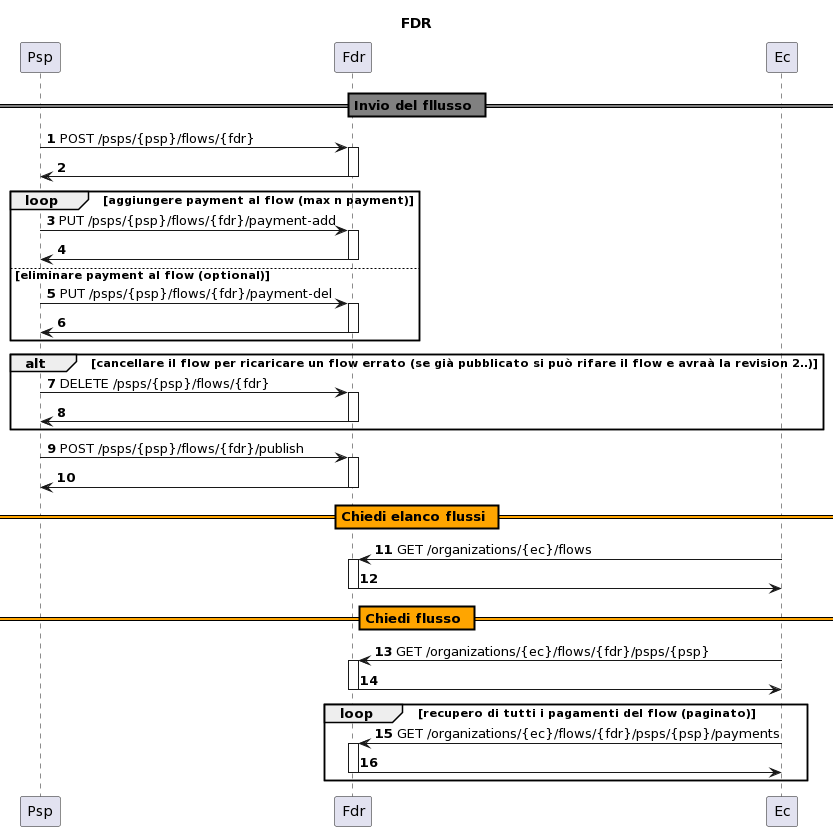 FDR
Psp Fdr Ec
Invio del fllusso
1 POST /psps/{psp}/flows/{fdr}
2
loop [aggiungere payment al flow (max n payment)]
3 PUT /psps/{psp}/flows/{fdr}/payment-add
4
[eliminare payment al flow (optional)]
5 PUT /psps/{psp}/flows/{fdr}/payment-del
6
alt [cancellare il flow per ricaricare un flow errato (se già pubblicato si può rifare il flow e avraà la revision 2..)]
7 DELETE /psps/{psp}/flows/{fdr}
8
9 POST /psps/{psp}/flows/{fdr}/publish
10
Chiedi elanco flussi
11 GET /organizations/{ec}/flows
12
Chiedi flusso
13 GET /organizations/{ec}/flows/{fdr}/psps/{psp}
14
loop [recupero di tutti i pagamenti del flow (paginato)]
15 GET /organizations/{ec}/flows/{fdr}/psps/{psp}/payments
16
Psp Fdr Ec